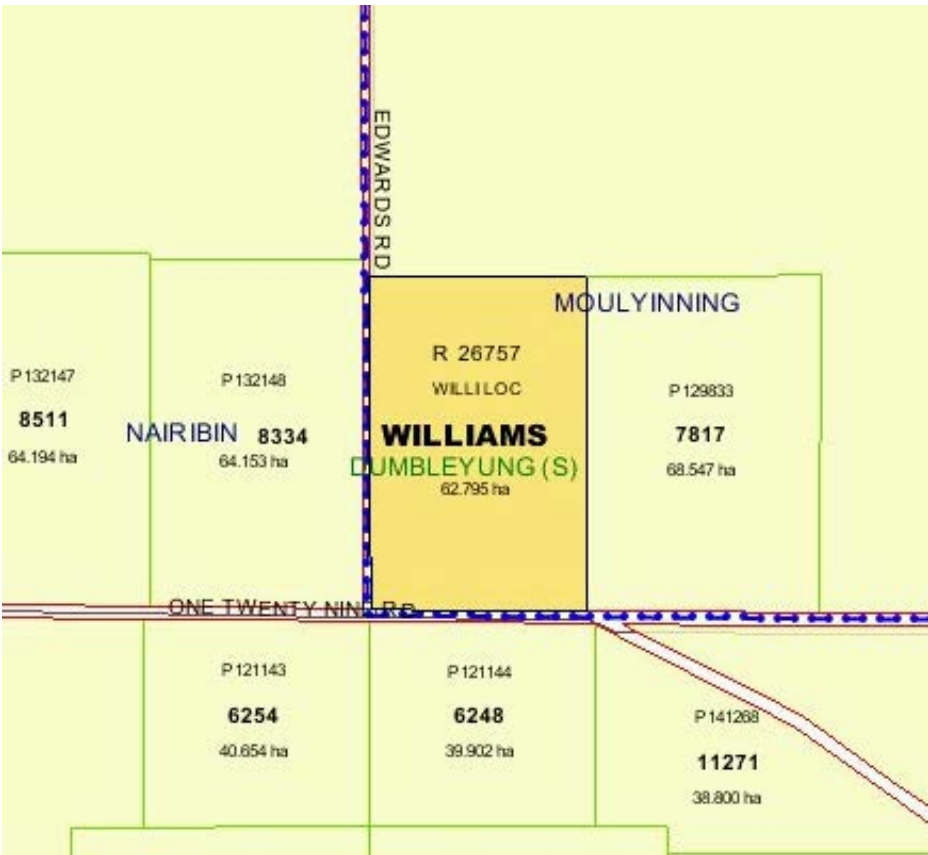 EDWARDS RD
MOULYINNING
R 26757
WILLILOC
WILLIAMS
DUMBLEYUNG (S)
62.795 ha
P132147
8511
64.194 ha
NAIRIBIN
P132148
8334
64.153 ha
P129833
7817
68.547 ha
ONE TWENTY NINE RD
P121143
6254
40.654 ha
P121144
6248
39.902 ha
P141268
11271
38.800 ha